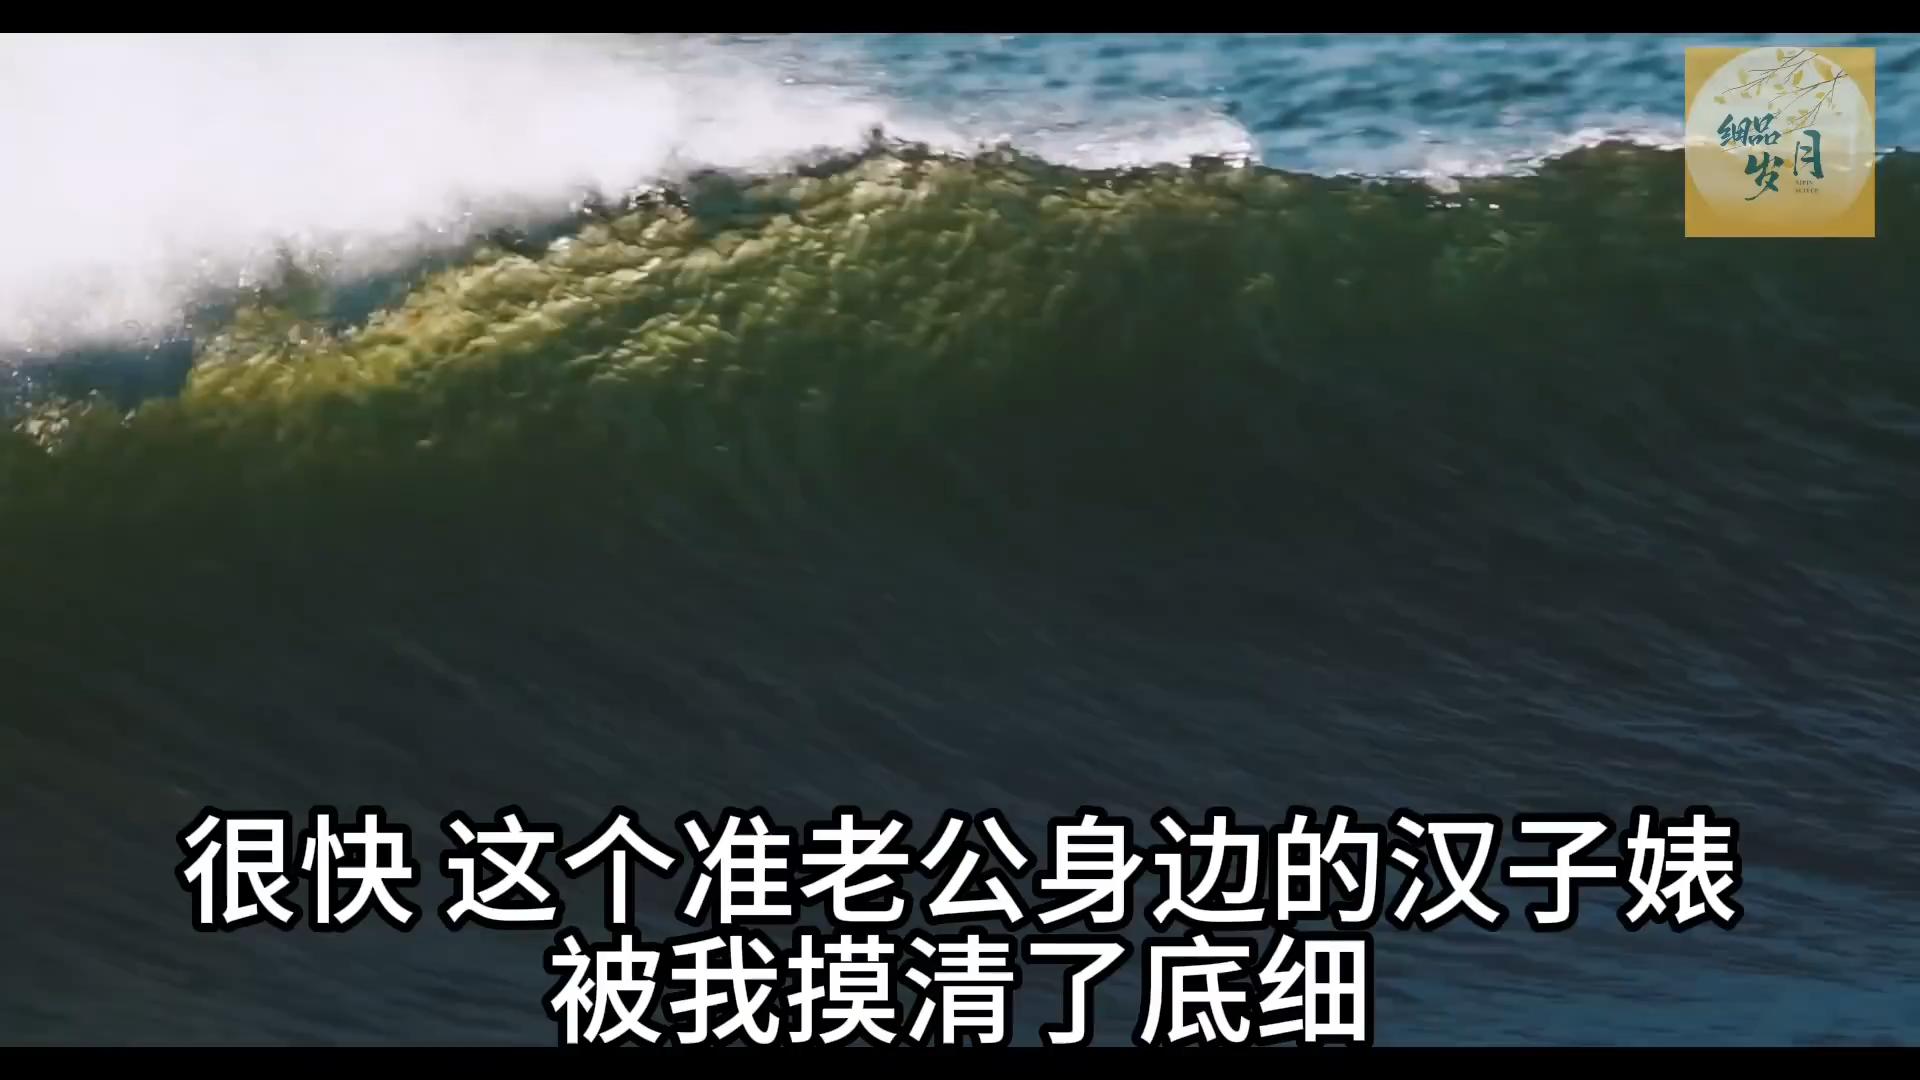 细品
岁月
很快 这个准老公身边的汉子婊
被我摸清了底细